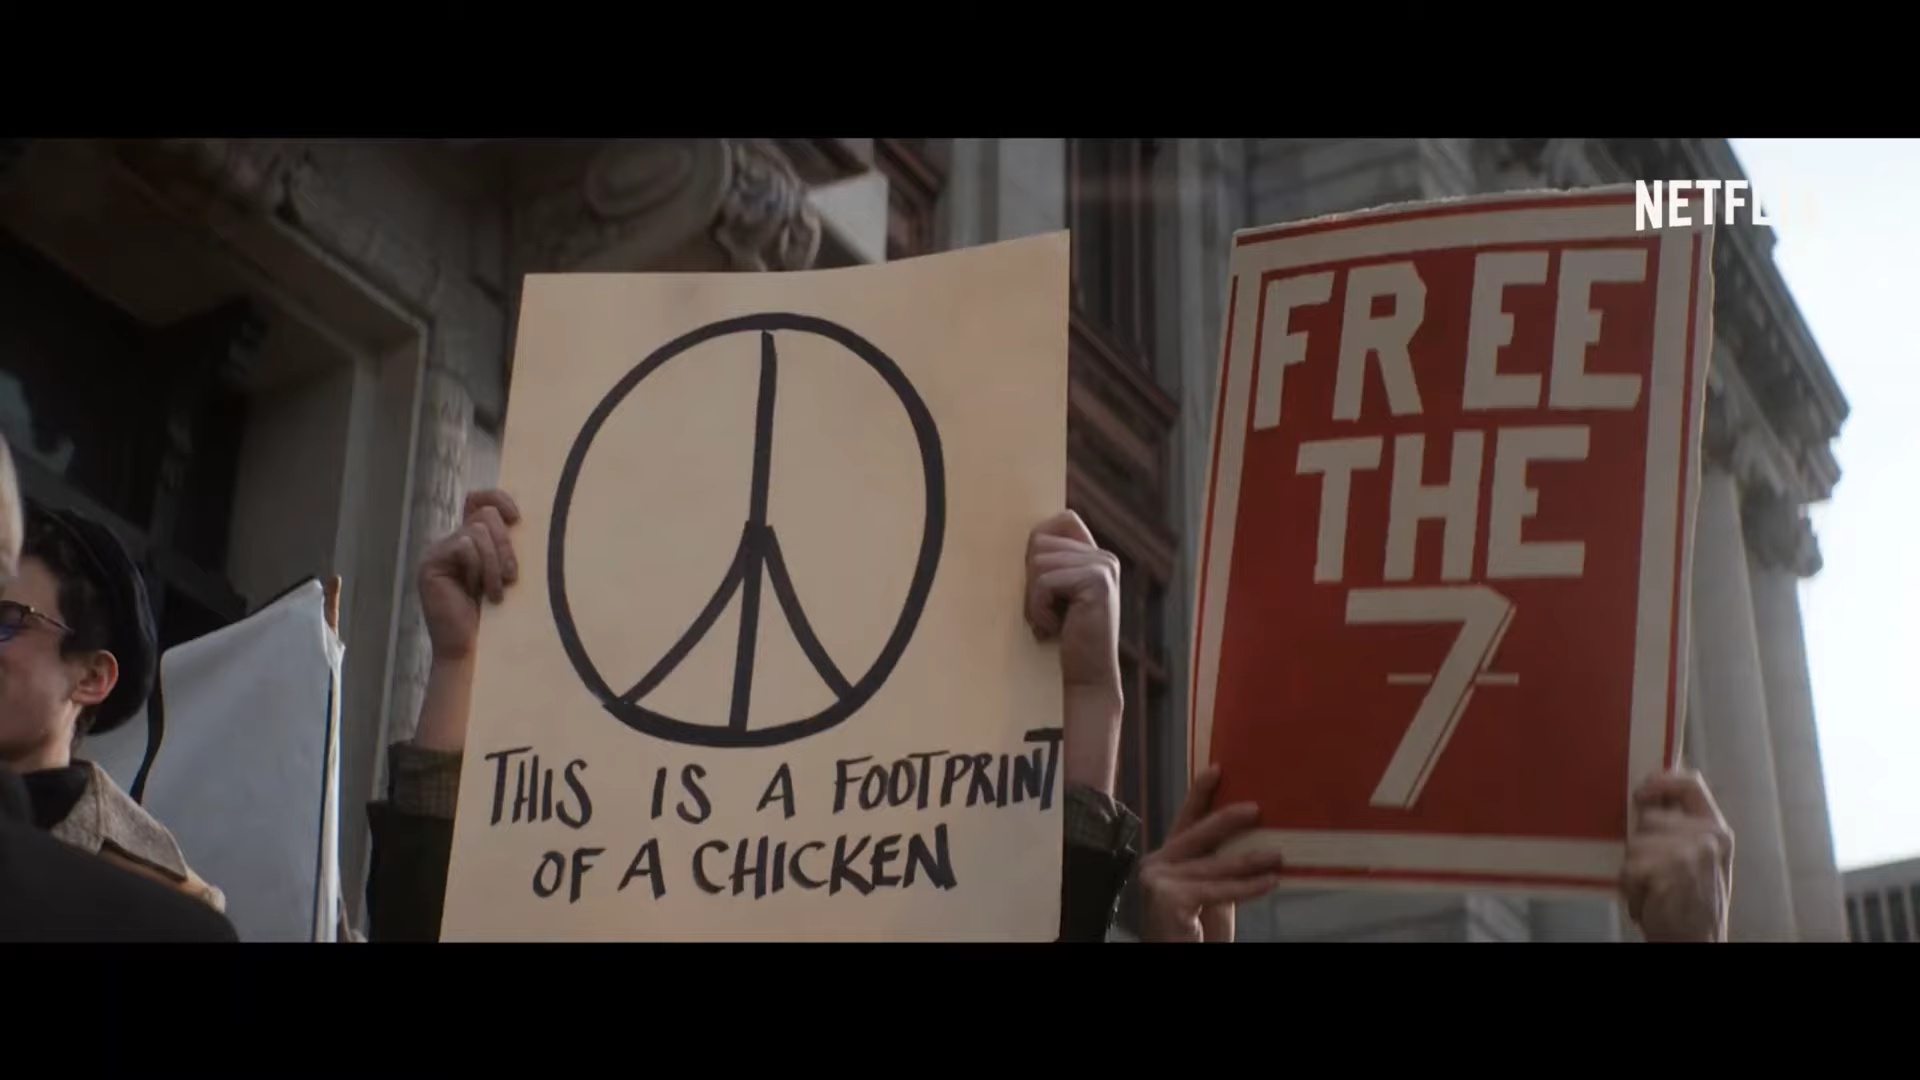 NETFLIX
THIS IS A FOOTPRINT
OF A CHICKEN
FREE
THE
7